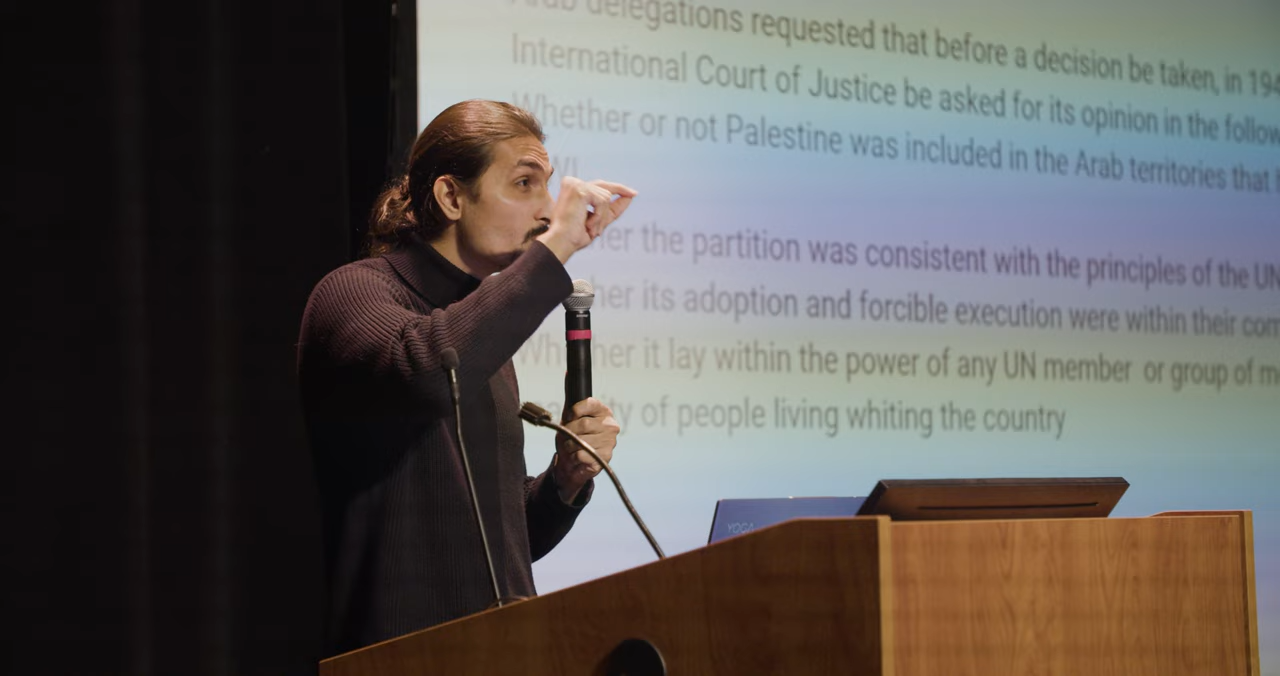 Arab delegations requested that before a decision be taken, in 194
International Court of Justice be asked for its opinion in the follow
Whether or not Palestine was included in the Arab territories that
the partition was consistent with the principles of the UN
its adoption and forcible execution were within their con
Whether it lay within the power of any UN member or group of m
of people living whiting the country
YOGA